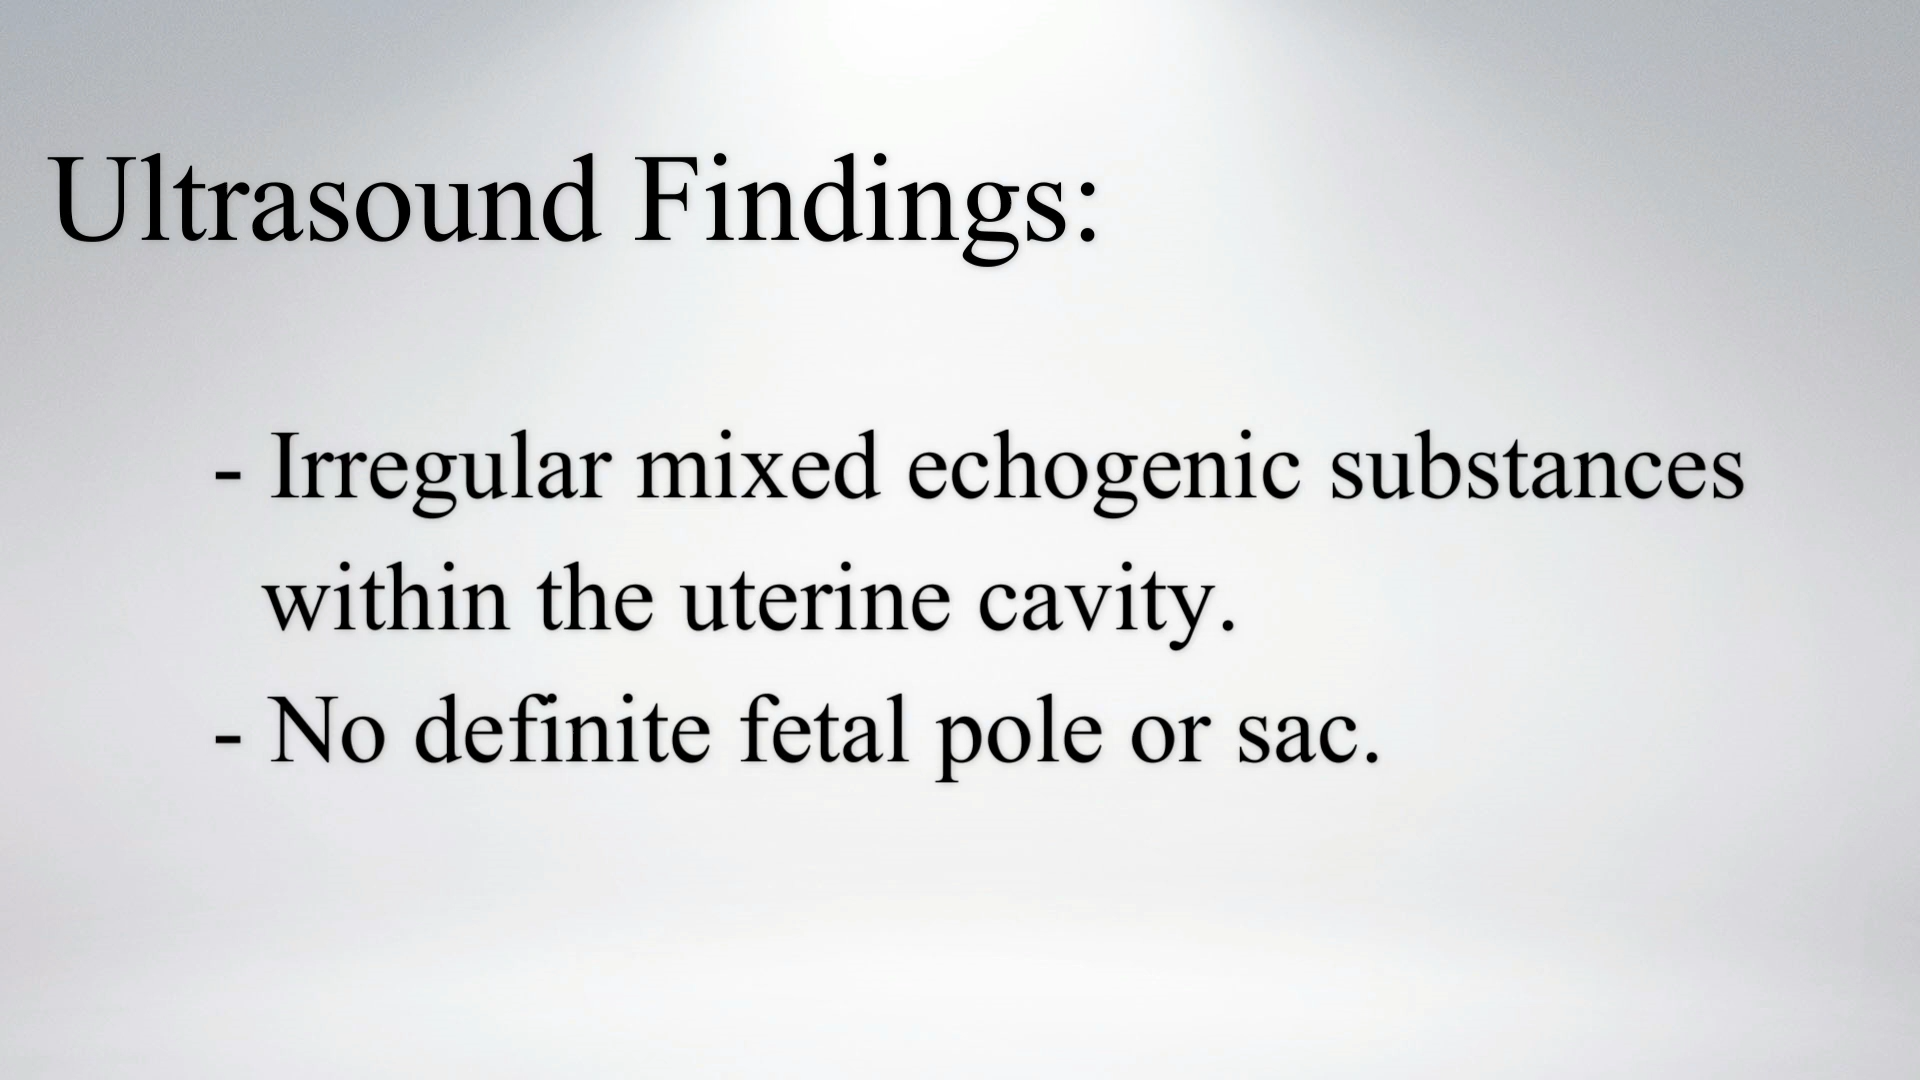 Ultrasound Findings:
- Irregular mixed echogenic substances
within the uterine cavity.
- No definite fetal pole or sac.